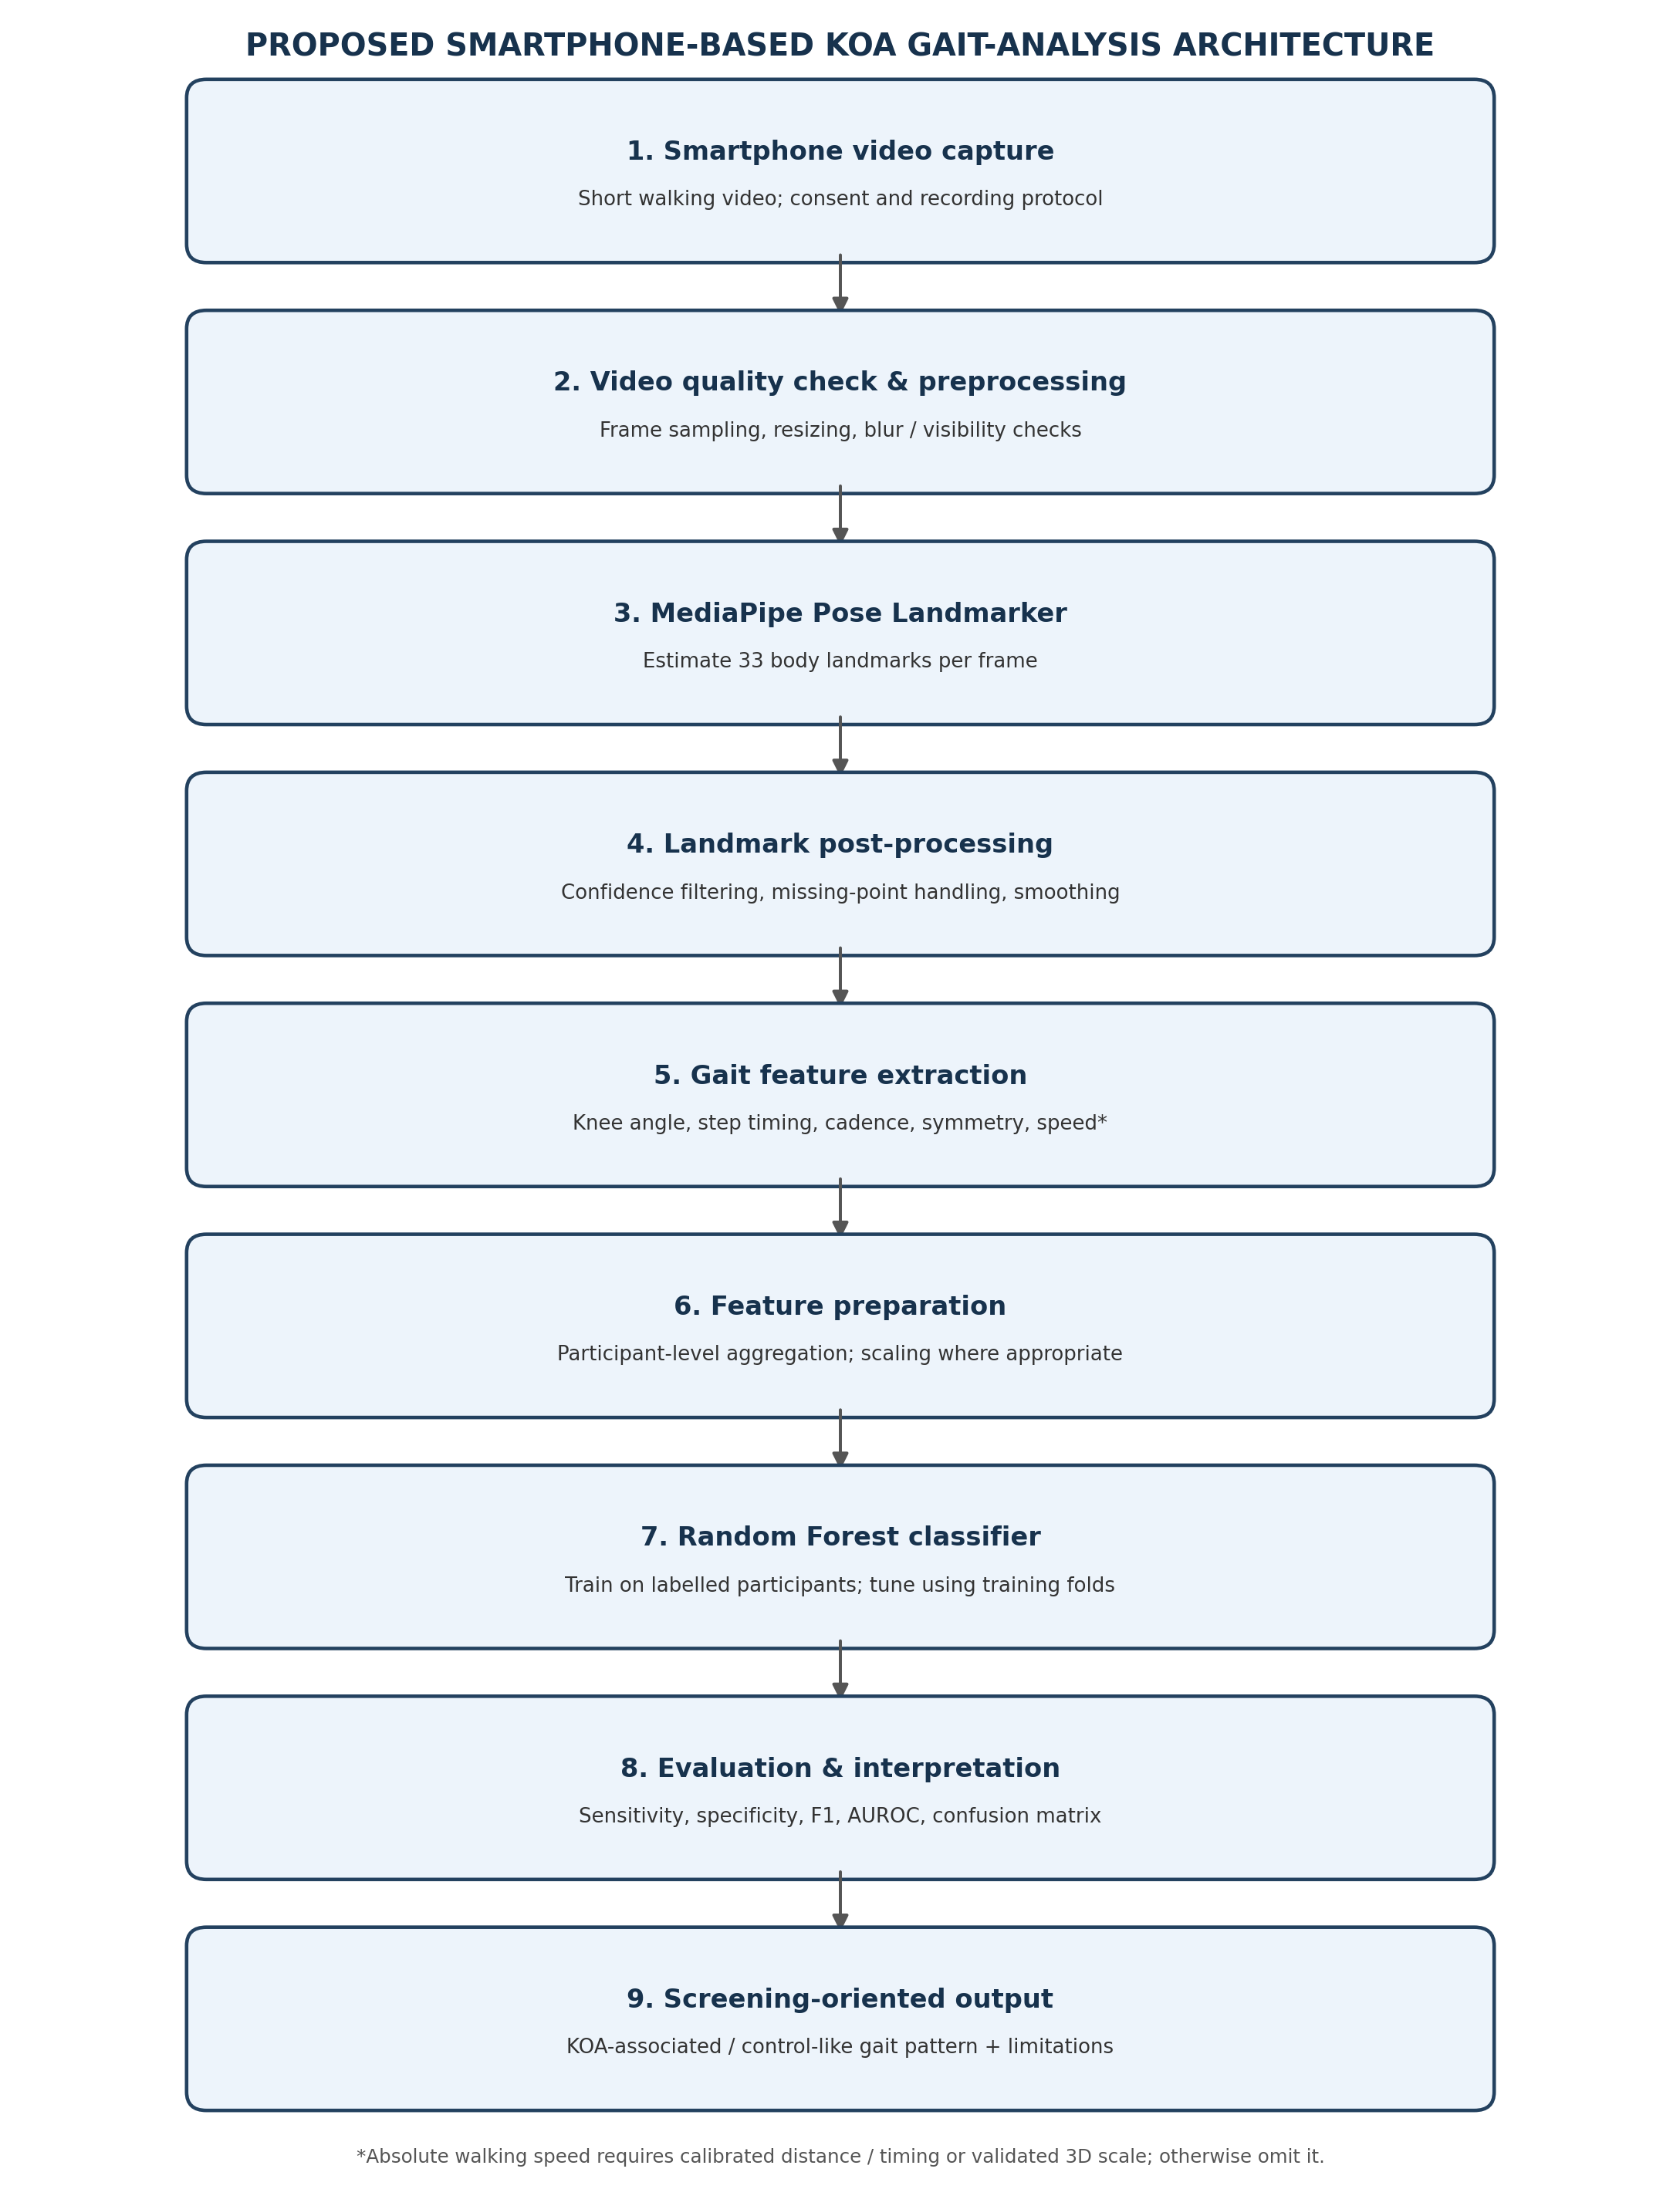 PROPOSED SMARTPHONE-BASED KOA GAIT-ANALYSIS ARCHITECTURE
1. Smartphone video capture
Short walking video; consent and recording protocol
2. Video quality check & preprocessing
Frame sampling, resizing, blur / visibility checks
3. MediaPipe Pose Landmarker
Estimate 33 body landmarks per frame
4. Landmark post-processing
Confidence filtering, missing-point handling, smoothing
5. Gait feature extraction
Knee angle, step timing, cadence, symmetry, speed*
6. Feature preparation
Participant-level aggregation; scaling where appropriate
7. Random Forest classifier
Train on labelled participants; tune using training folds
8. Evaluation & interpretation
Sensitivity, specificity, F1, AUROC, confusion matrix
9. Screening-oriented output
KOA-associated / control-like gait pattern + limitations
*Absolute walking speed requires calibrated distance / timing or validated 3D scale; otherwise omit it.